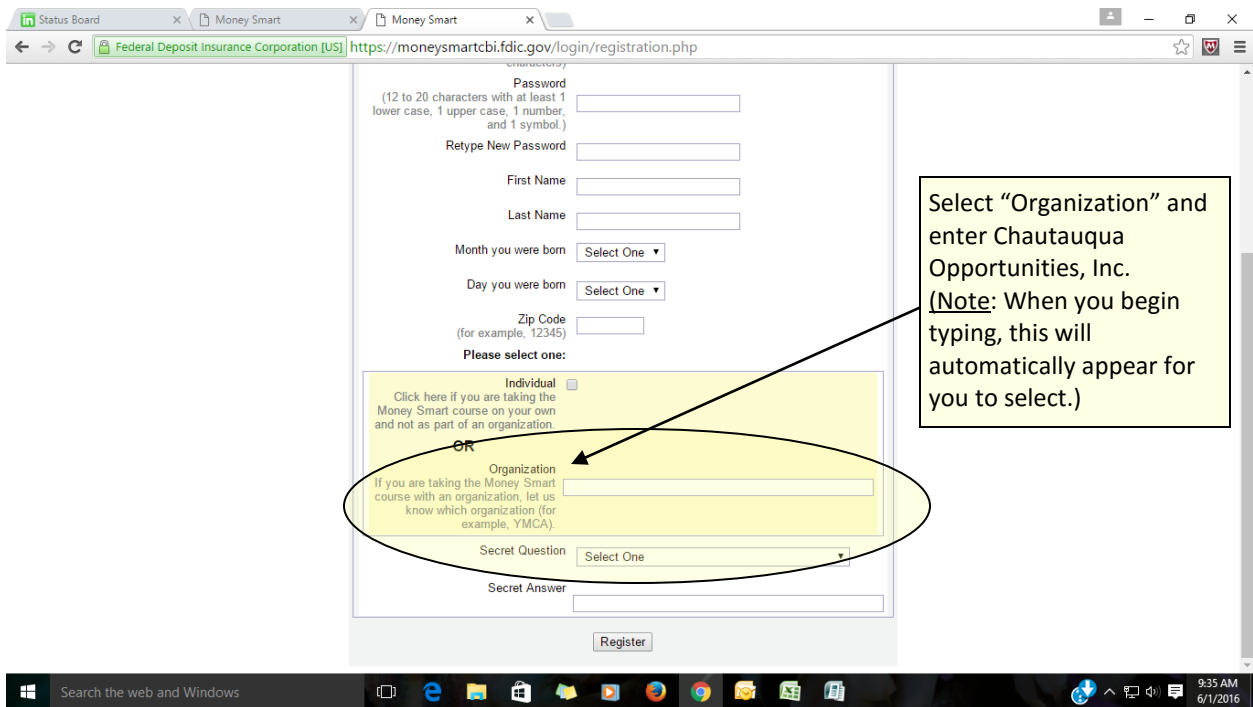 Status Board
Money Smart
Money Smart
Federal Deposit Insurance Corporation [US]
https://moneysmartcbi.fdic.gov/login/registration.php
characters)
Password
(12 to 20 characters with at least 1
lower case, 1 upper case, 1 number,
and 1 symbol.)
Retype New Password
First Name
Last Name
Month you were born
Select One
Day you were born
Select One
Zip Code
(for example, 12345)
Please select one:
Individual
Click here if you are taking the
Money Smart course on your own
and not as part of an organization.
OR
Organization
If you are taking the Money Smart
course with an organization, let us
know which organization (for
example, YMCA).
Secret Question
Select One
Secret Answer
Register
Select “Organization” and
enter Chautauqua
Opportunities, Inc.
(Note: When you begin
typing, this will
automatically appear for
you to select.)
Search the web and Windows
9:35 AM
6/1/2016